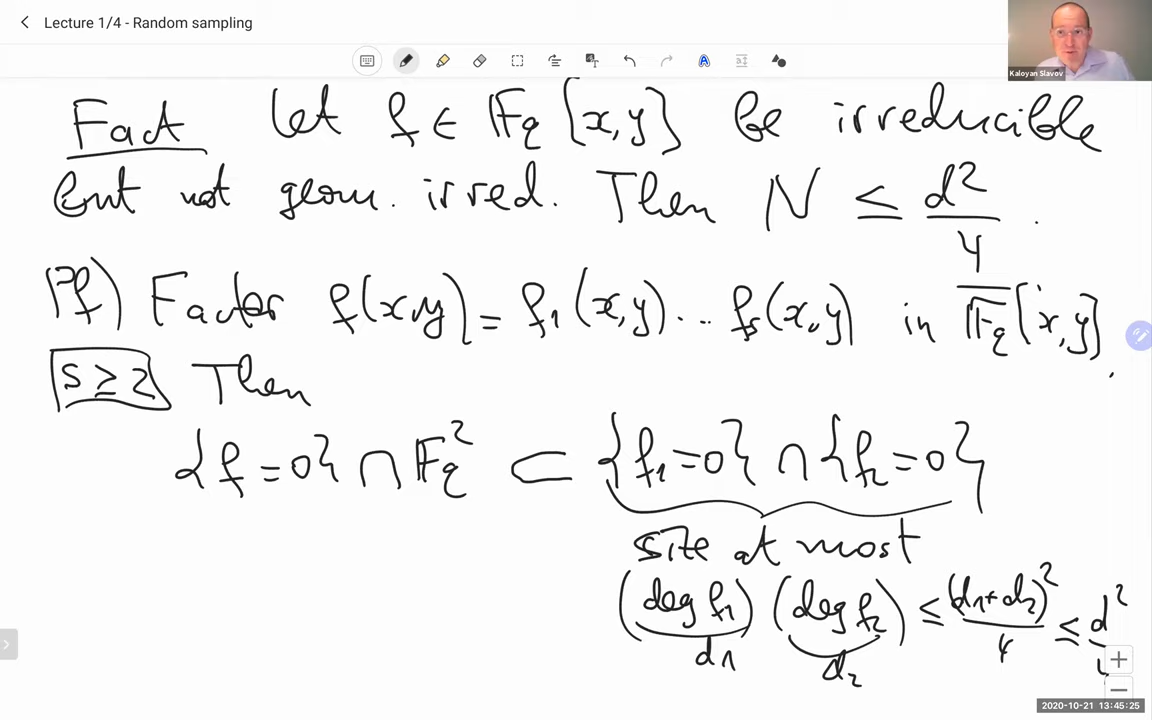 Lecture 1/4 - Random sampling
Kaloyan Slavov
Fact Let f ∈ 𝔽q [x,y] be irreducible
but not geom. irred. Then N ≤ d²/4 .
Pf) Factor f(x,y) = f₁(x,y)... fₛ(x,y) in 𝔽̅q[x,y].
s ≥ 2 Then
{f=0} ∩ 𝔽q² ⊂ {f₁=0} ∩ {f₂=0}
size at most
(deg f₁) (deg f₂) ≤ (d₁+d₂)²/4 ≤ d²
d₁ d₂
2020-10-21 13:45:25